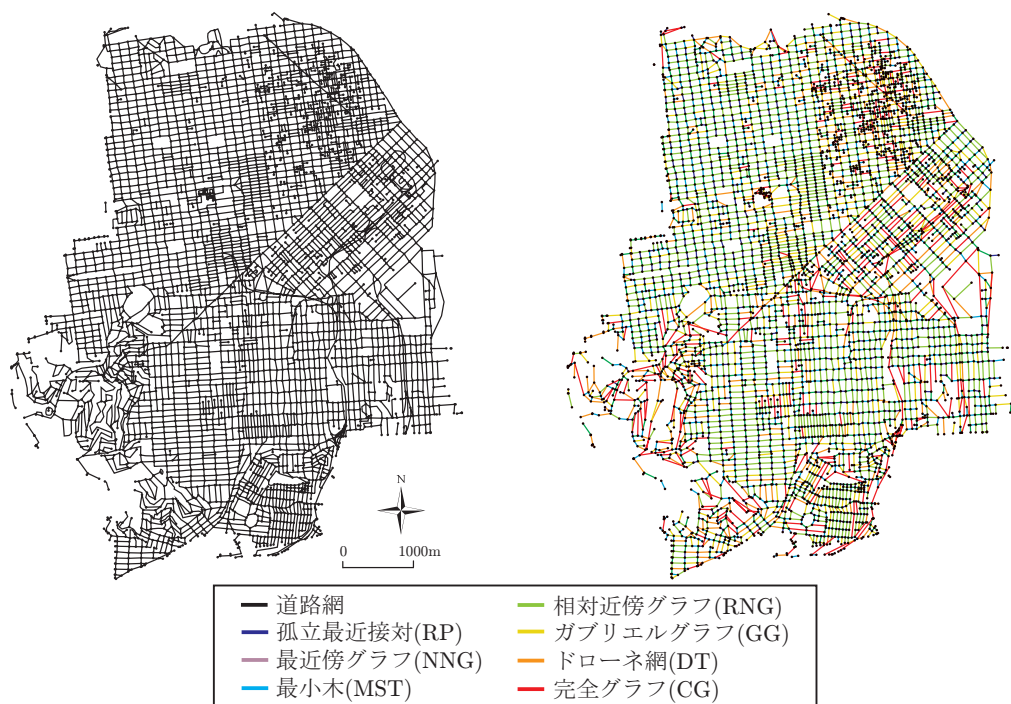 N
0 1000m
道路網
孤立最近接対(RP)
最近傍グラフ(NNG)
最小木(MST)
相対近傍グラフ(RNG)
ガブリエルグラフ(GG)
ドローネ網(DT)
完全グラフ(CG)